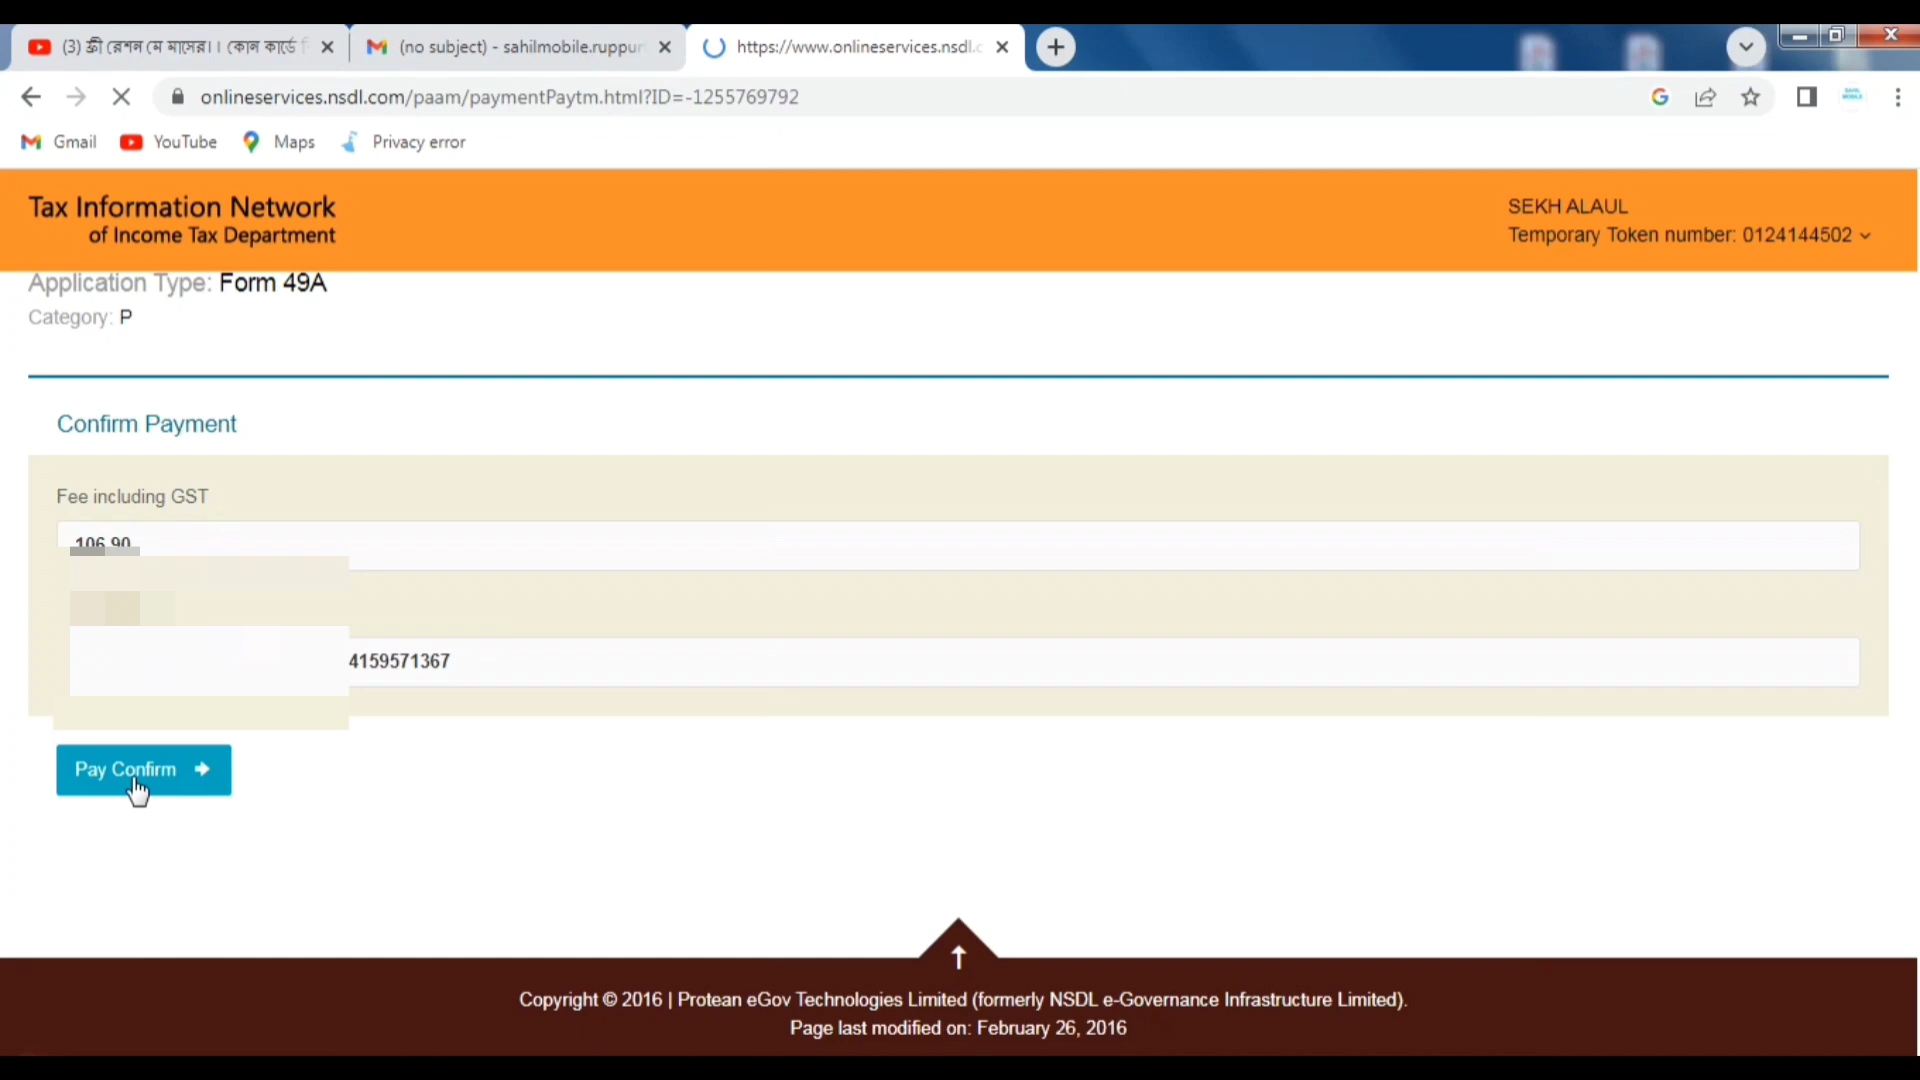 (3) ফ্রী রেশন মে মাসের।। কোন কার্ডে
(no subject) - sahilmobile.ruppur
https://www.onlineservices.nsdl.c
onlineservices.nsdl.com/paam/paymentPaytm.html?ID=-1255769792
Gmail YouTube Maps Privacy error
Tax Information Network
of Income Tax Department
SEKH ALAUL
Temporary Token number: 0124144502
Application Type: Form 49A
Category: P
Confirm Payment
Fee including GST
106.90
4159571367
Pay Confirm
Copyright © 2016 | Protean eGov Technologies Limited (formerly NSDL e-Governance Infrastructure Limited).
Page last modified on: February 26, 2016